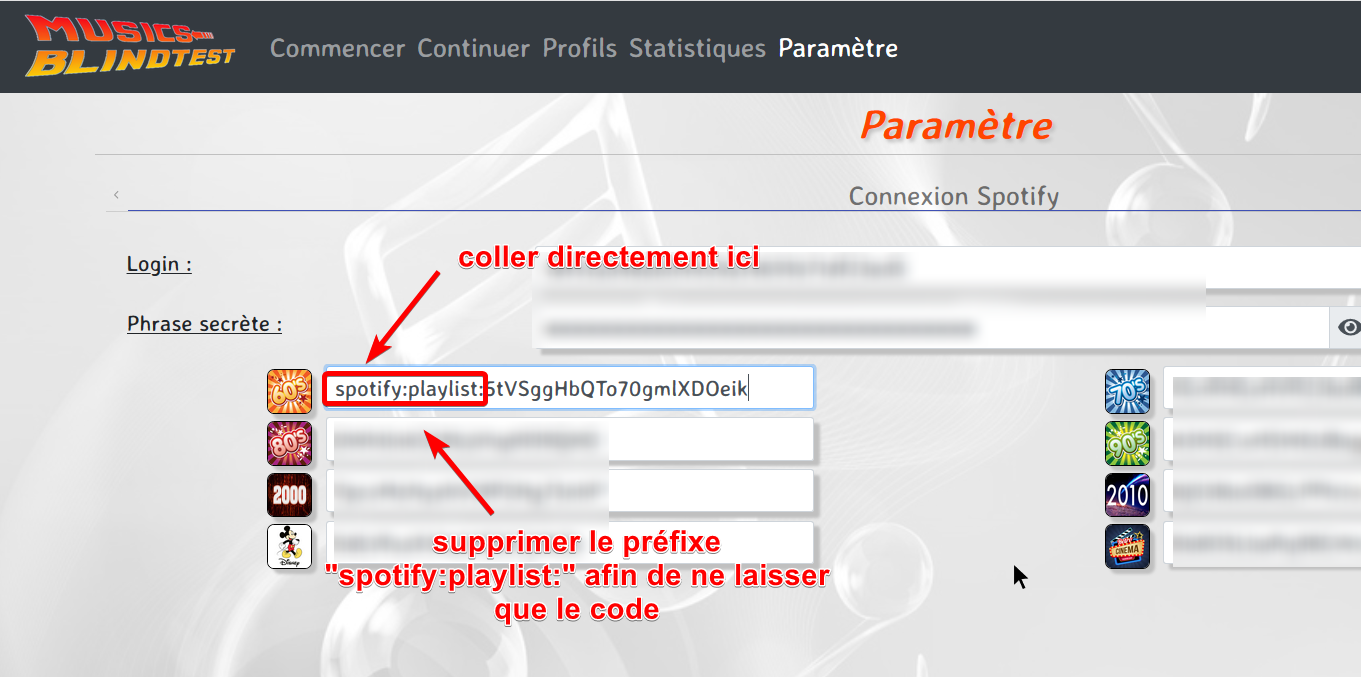 MUSICS
BLINDTEST
Commencer Continuer Profils Statistiques Paramètre
Paramètre
Connexion Spotify
coller directement ici
Login :
Phrase secrète :
60s
spotify:playlist:5tVSggHbQTo70gmlXDOeik
70's
80s
90s
2000
2010
Disney
CINEMA
supprimer le préfixe
"spotify:playlist:" afin de ne laisser
que le code